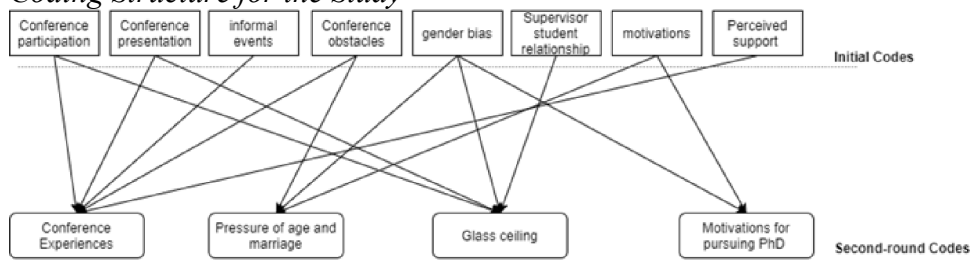 Coding Structure for the Study
Conference
participation
Conference
presentation
informal
events
Conference
obstacles
gender bias
Supervisor
student
relationship
motivations
Perceived
support
Initial Codes
Conference
Experiences
Pressure of age and
marriage
Glass ceiling
Motivations for
pursuing PhD
Second-round Codes